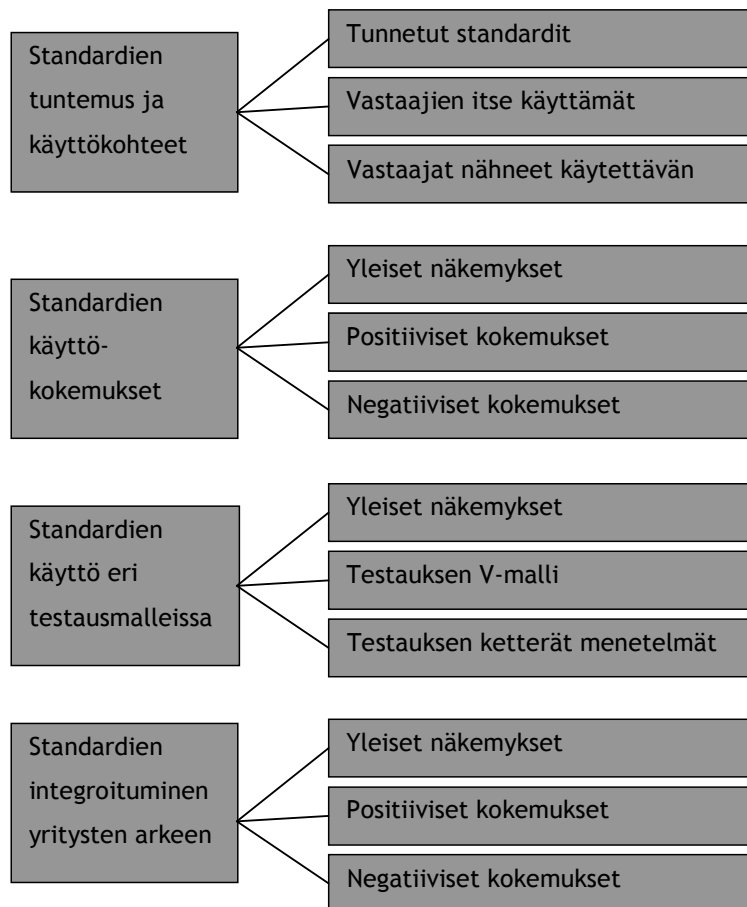 Standardien
tuntemus ja
käyttökohteet
Tunnetut standardit
Vastaajien itse käyttämät
Vastaajat nähneet käytettävän
Standardien
käyttö-
kokemukset
Yleiset näkemykset
Positiiviset kokemukset
Negatiiviset kokemukset
Standardien
käyttö eri
testausmalleissa
Yleiset näkemykset
Testauksen V-malli
Testauksen ketterät menetelmät
Standardien
integroituminen
yritysten arkeen
Yleiset näkemykset
Positiiviset kokemukset
Negatiiviset kokemukset